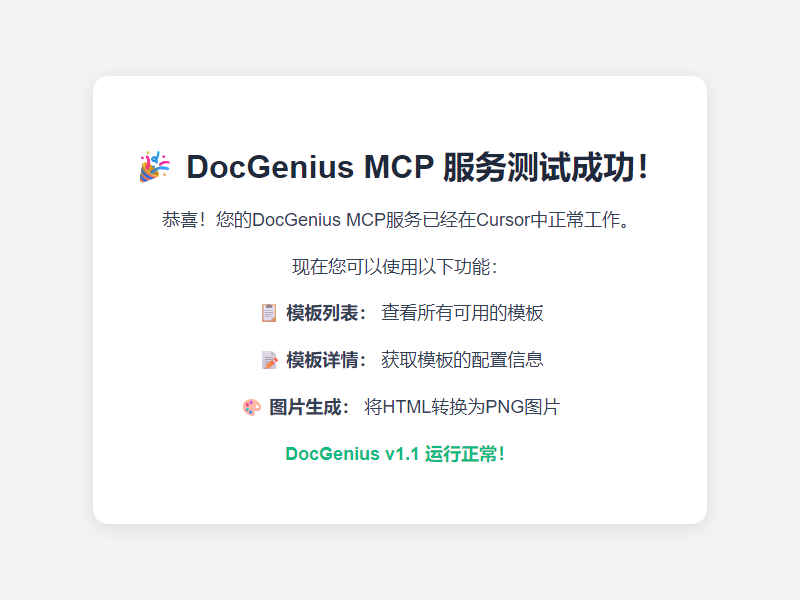 🎉 DocGenius MCP 服务测试成功！
恭喜！您的DocGenius MCP服务已经在Cursor中正常工作。
现在您可以使用以下功能：
📋 模板列表： 查看所有可用的模板
📝 模板详情： 获取模板的配置信息
🎨 图片生成： 将HTML转换为PNG图片
DocGenius v1.1 运行正常！